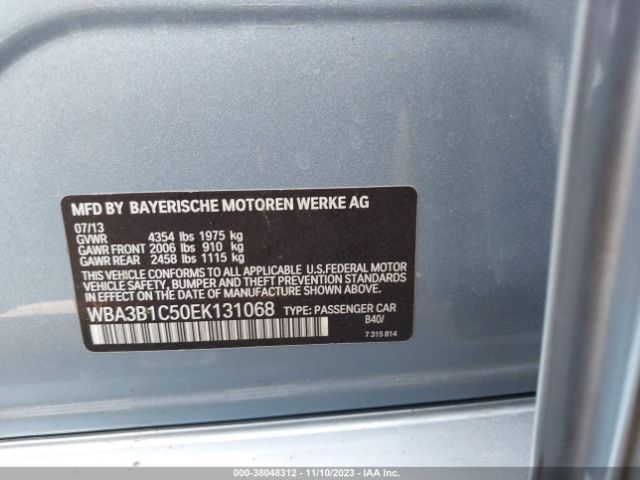 MFD BY BAYERISCHE MOTOREN WERKE AG
07/13
GVWR 4354 lbs 1975 kg
GAWR FRONT 2006 lbs 910 kg
GAWR REAR 2458 lbs 1115 kg
THIS VEHICLE CONFORMS TO ALL APPLICABLE U.S.FEDERAL MOTOR
VEHICLE SAFETY, BUMPER AND THEFT PREVENTION STANDARDS
IN EFFECT ON THE DATE OF MANUFACTURE SHOWN ABOVE.
WBA3B1C50EK131068 TYPE: PASSENGER CAR
B40/
7 315 814
000-38048312 - 11/10/2023 - IAA Inc.